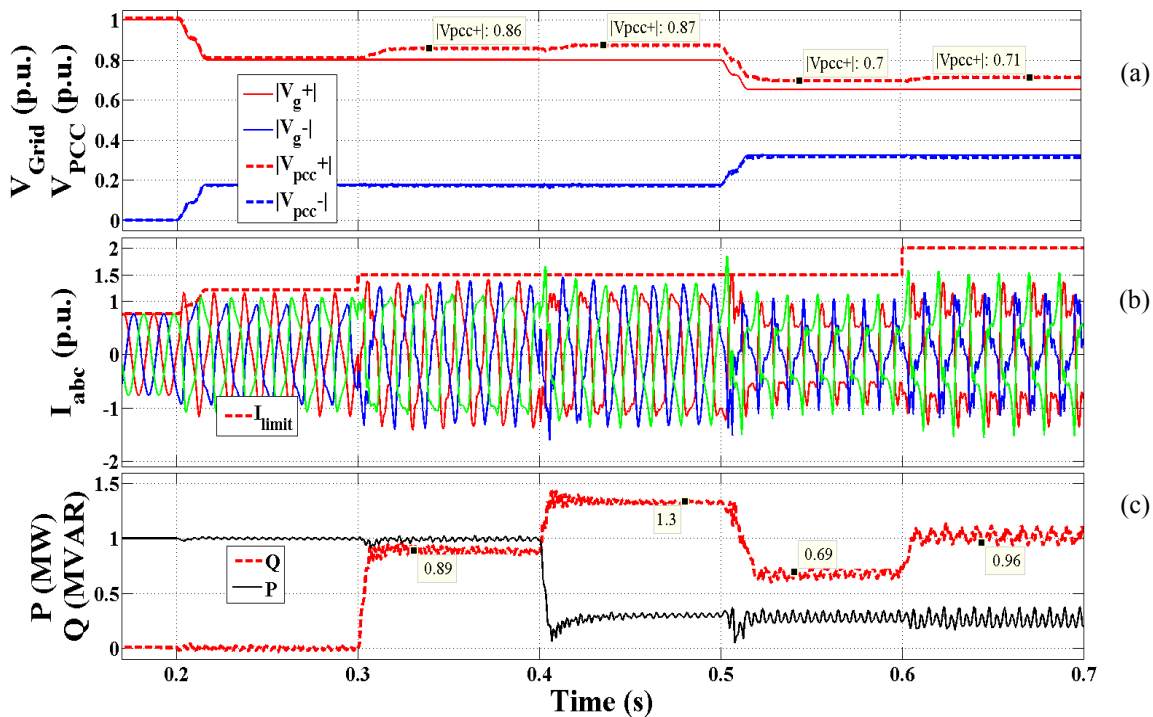 1
0.8
0.6
0.4
0.2
0
V_Grid (p.u.)
V_PCC (p.u.)
|Vpcc+|: 0.86
|Vpcc+|: 0.87
|Vpcc+|: 0.7
|Vpcc+|: 0.71
|V_g+|
|V_g-|
|V_pcc+|
|V_pcc-|
(a)
2
1.5
1
0
-1
-2
I_abc (p.u.)
I_limit
(b)
1.5
1
0.5
0
P (MW)
Q (MVAR)
Q
P
0.89
1.3
0.69
0.96
(c)
0.2
0.3
0.4
0.5
0.6
0.7
Time (s)